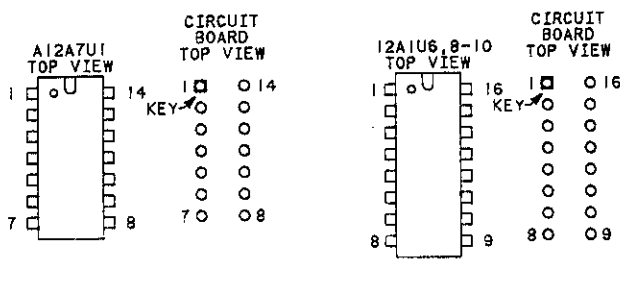 A12A7U1
TOP VIEW
1
14
7
8
CIRCUIT
BOARD
TOP VIEW
1
14
KEY
7
8
12A1U6,8-10
TOP VIEW
1
16
8
9
CIRCUIT
BOARD
TOP VIEW
1
16
KEY
8
9